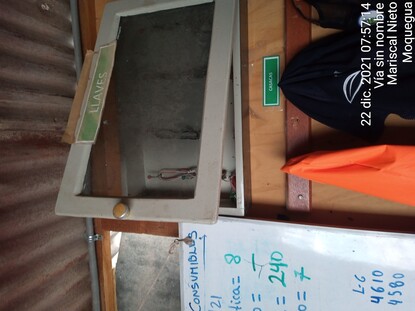 LLAVES
CONSUMIBLES
21
tica= 8
o=
= 240
o= 7
L-6
4610
4580
CASACAS
22 dic. 2021 07:57:14
Vía sin nombre
Mariscal Nieto
Moquegua